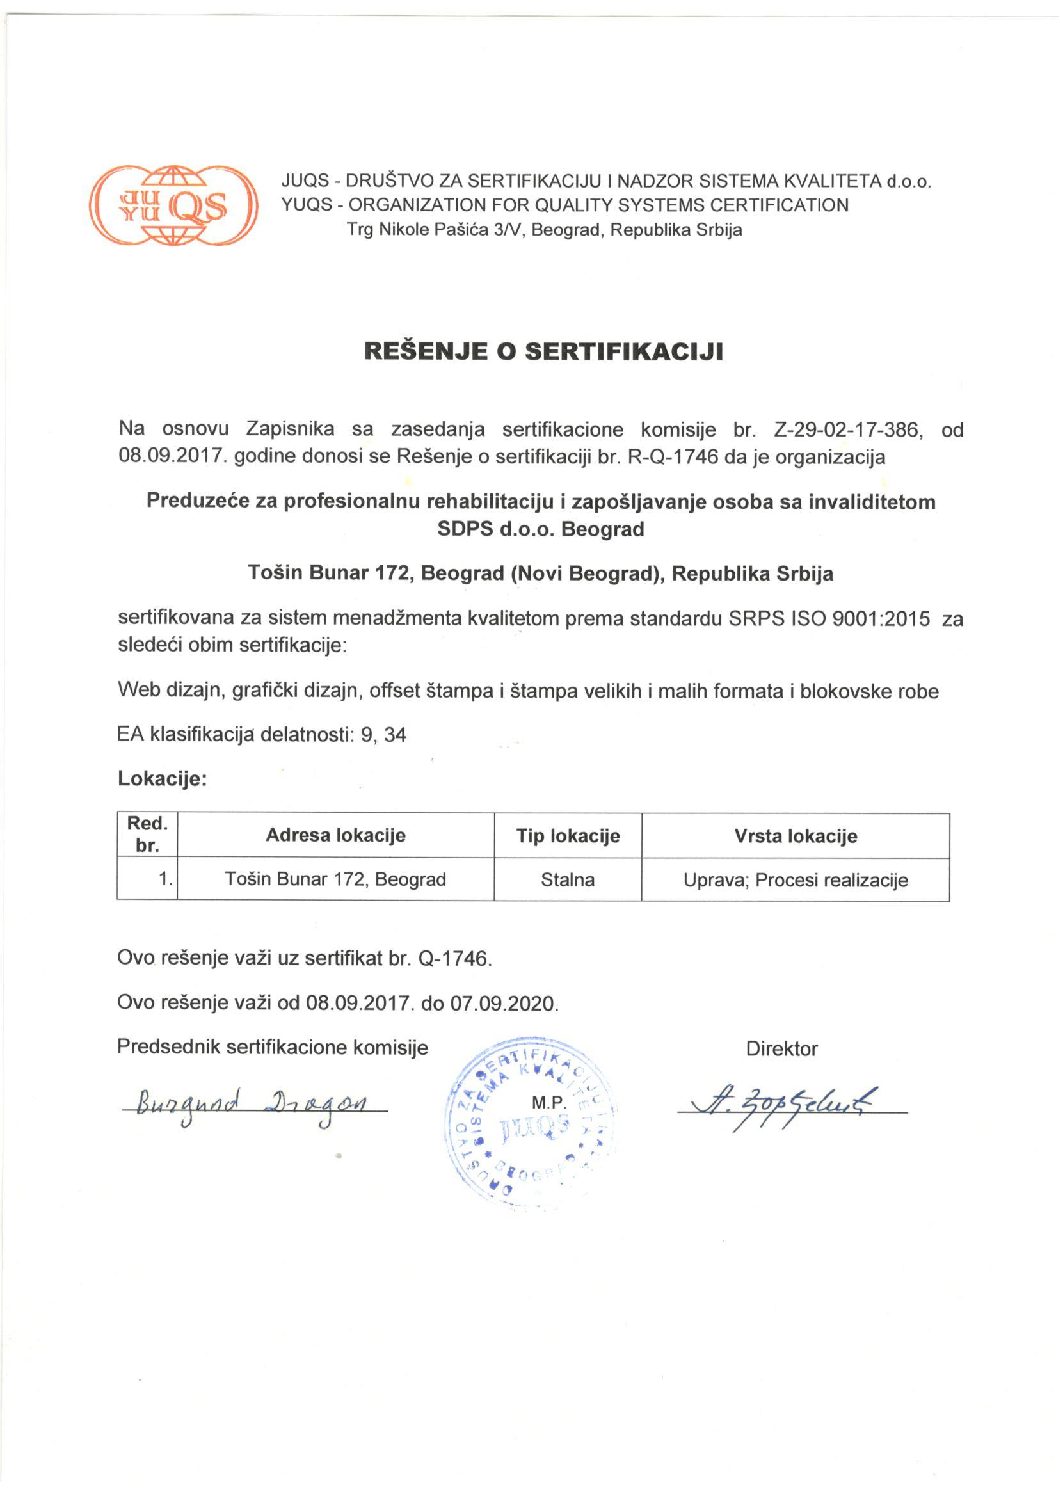 JUQS - DRUŠTVO ZA SERTIFIKACIJU I NADZOR SISTEMA KVALITETA d.o.o.
YUQS - ORGANIZATION FOR QUALITY SYSTEMS CERTIFICATION
Trg Nikole Pašića 3/V, Beograd, Republika Srbija
JU
YU QS
REŠENJE O SERTIFIKACIJI
Na osnovu Zapisnika sa zasedanja sertifikacione komisije br. Z-29-02-17-386, od
08.09.2017. godine donosi se Rešenje o sertifikaciji br. R-Q-1746 da je organizacija
Preduzeće za profesionalnu rehabilitaciju i zapošljavanje osoba sa invaliditetom
SDPS d.o.o. Beograd
Tošin Bunar 172, Beograd (Novi Beograd), Republika Srbija
sertifikovana za sistem menadžmenta kvalitetom prema standardu SRPS ISO 9001:2015 za
sledeći obim sertifikacije:
Web dizajn, grafički dizajn, offset štampa i štampa velikih i malih formata i blokovske robe
EA klasifikacija delatnosti: 9, 34
Lokacije:
Red. br. Adresa lokacije Tip lokacije Vrsta lokacije
1. Tošin Bunar 172, Beograd Stalna Uprava; Procesi realizacije
Ovo rešenje važi uz sertifikat br. Q-1746.
Ovo rešenje važi od 08.09.2017. do 07.09.2020.
Predsednik sertifikacione komisije Direktor
Burgund Dragan
M.P.
DRUŠTVO ZA SERTIFIKACIJU I
SISTEMA KVALITETA
JUQS